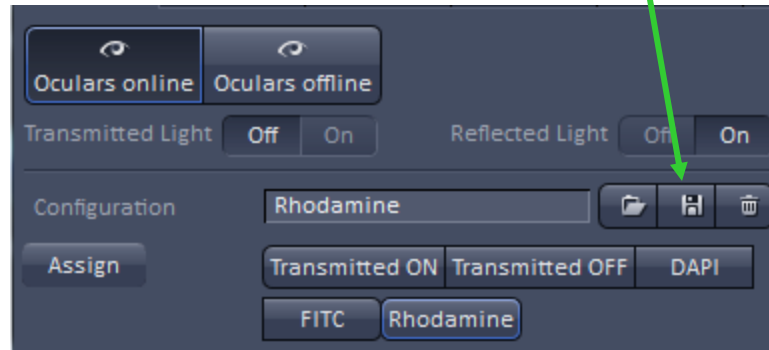 Oculars online Oculars offline
Transmitted Light Off On Reflected Light Off On
Configuration Rhodamine
Assign Transmitted ON Transmitted OFF DAPI
FITC Rhodamine